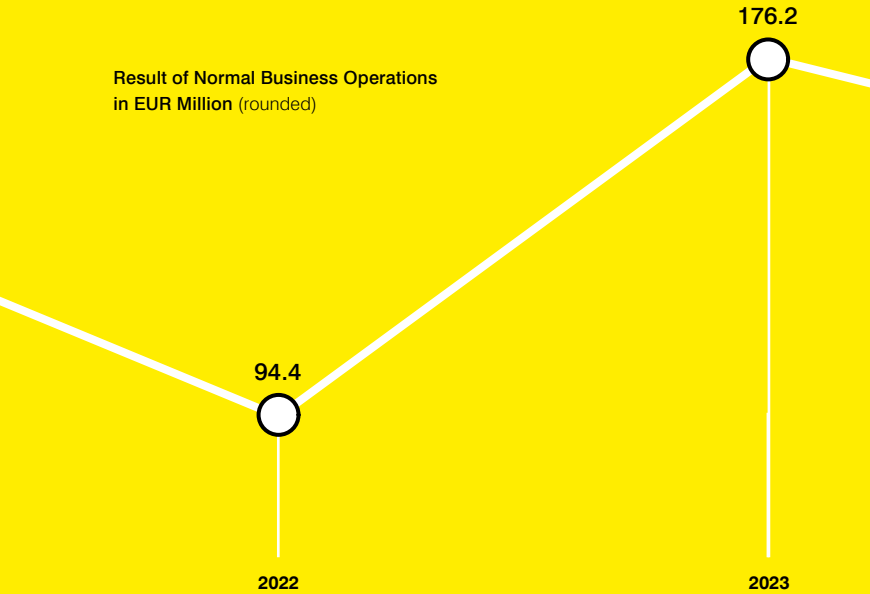 176.2
Result of Normal Business Operations
in EUR Million (rounded)
94.4
2022
2023